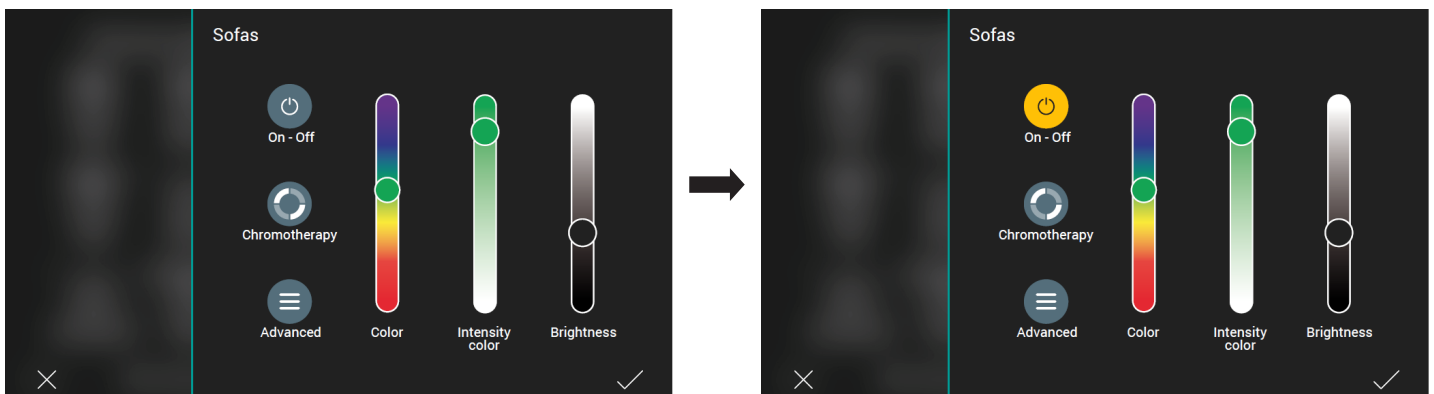 Sofas
On - Off
Chromotherapy
Advanced
Color
Intensity
color
Brightness
Sofas
On - Off
Chromotherapy
Advanced
Color
Intensity
color
Brightness